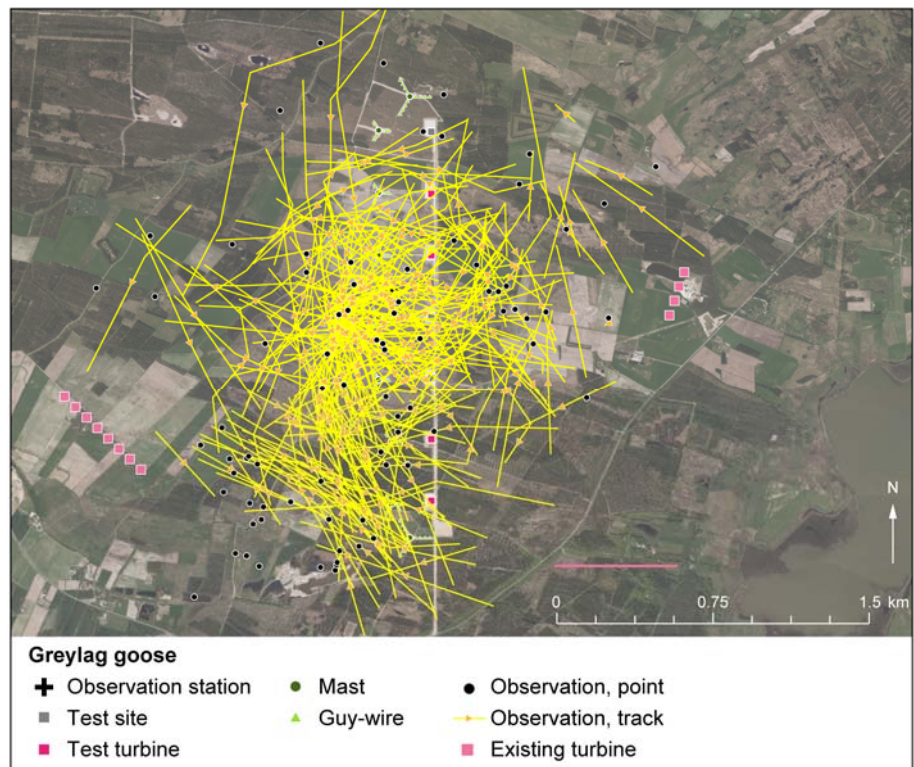 N
0 0.75 1.5 km
Greylag goose
Observation station
Mast
Observation, point
Test site
Guy-wire
Observation, track
Test turbine
Existing turbine